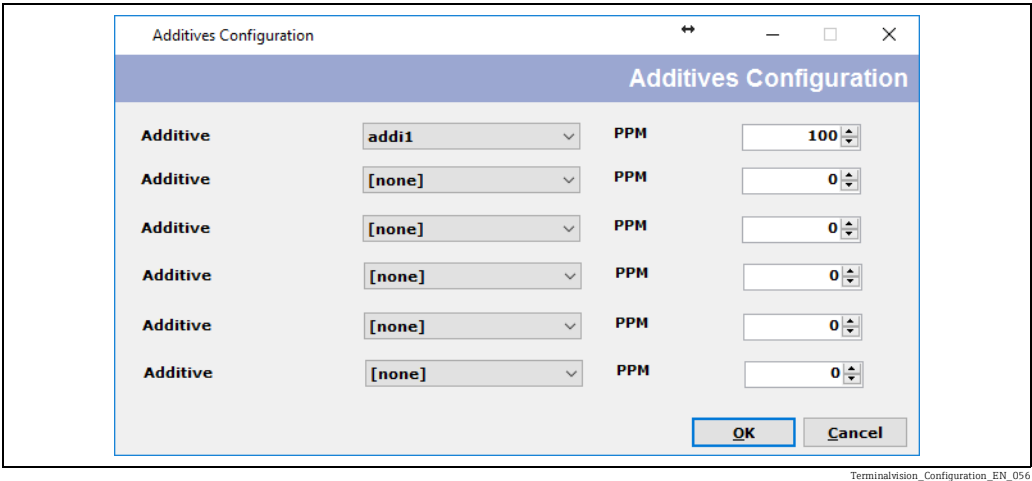 Additives Configuration
Additives Configuration
Additive addi1 PPM 100
Additive [none] PPM 0
Additive [none] PPM 0
Additive [none] PPM 0
Additive [none] PPM 0
Additive [none] PPM 0
OK Cancel
Terminalvision_Configuration_EN_056